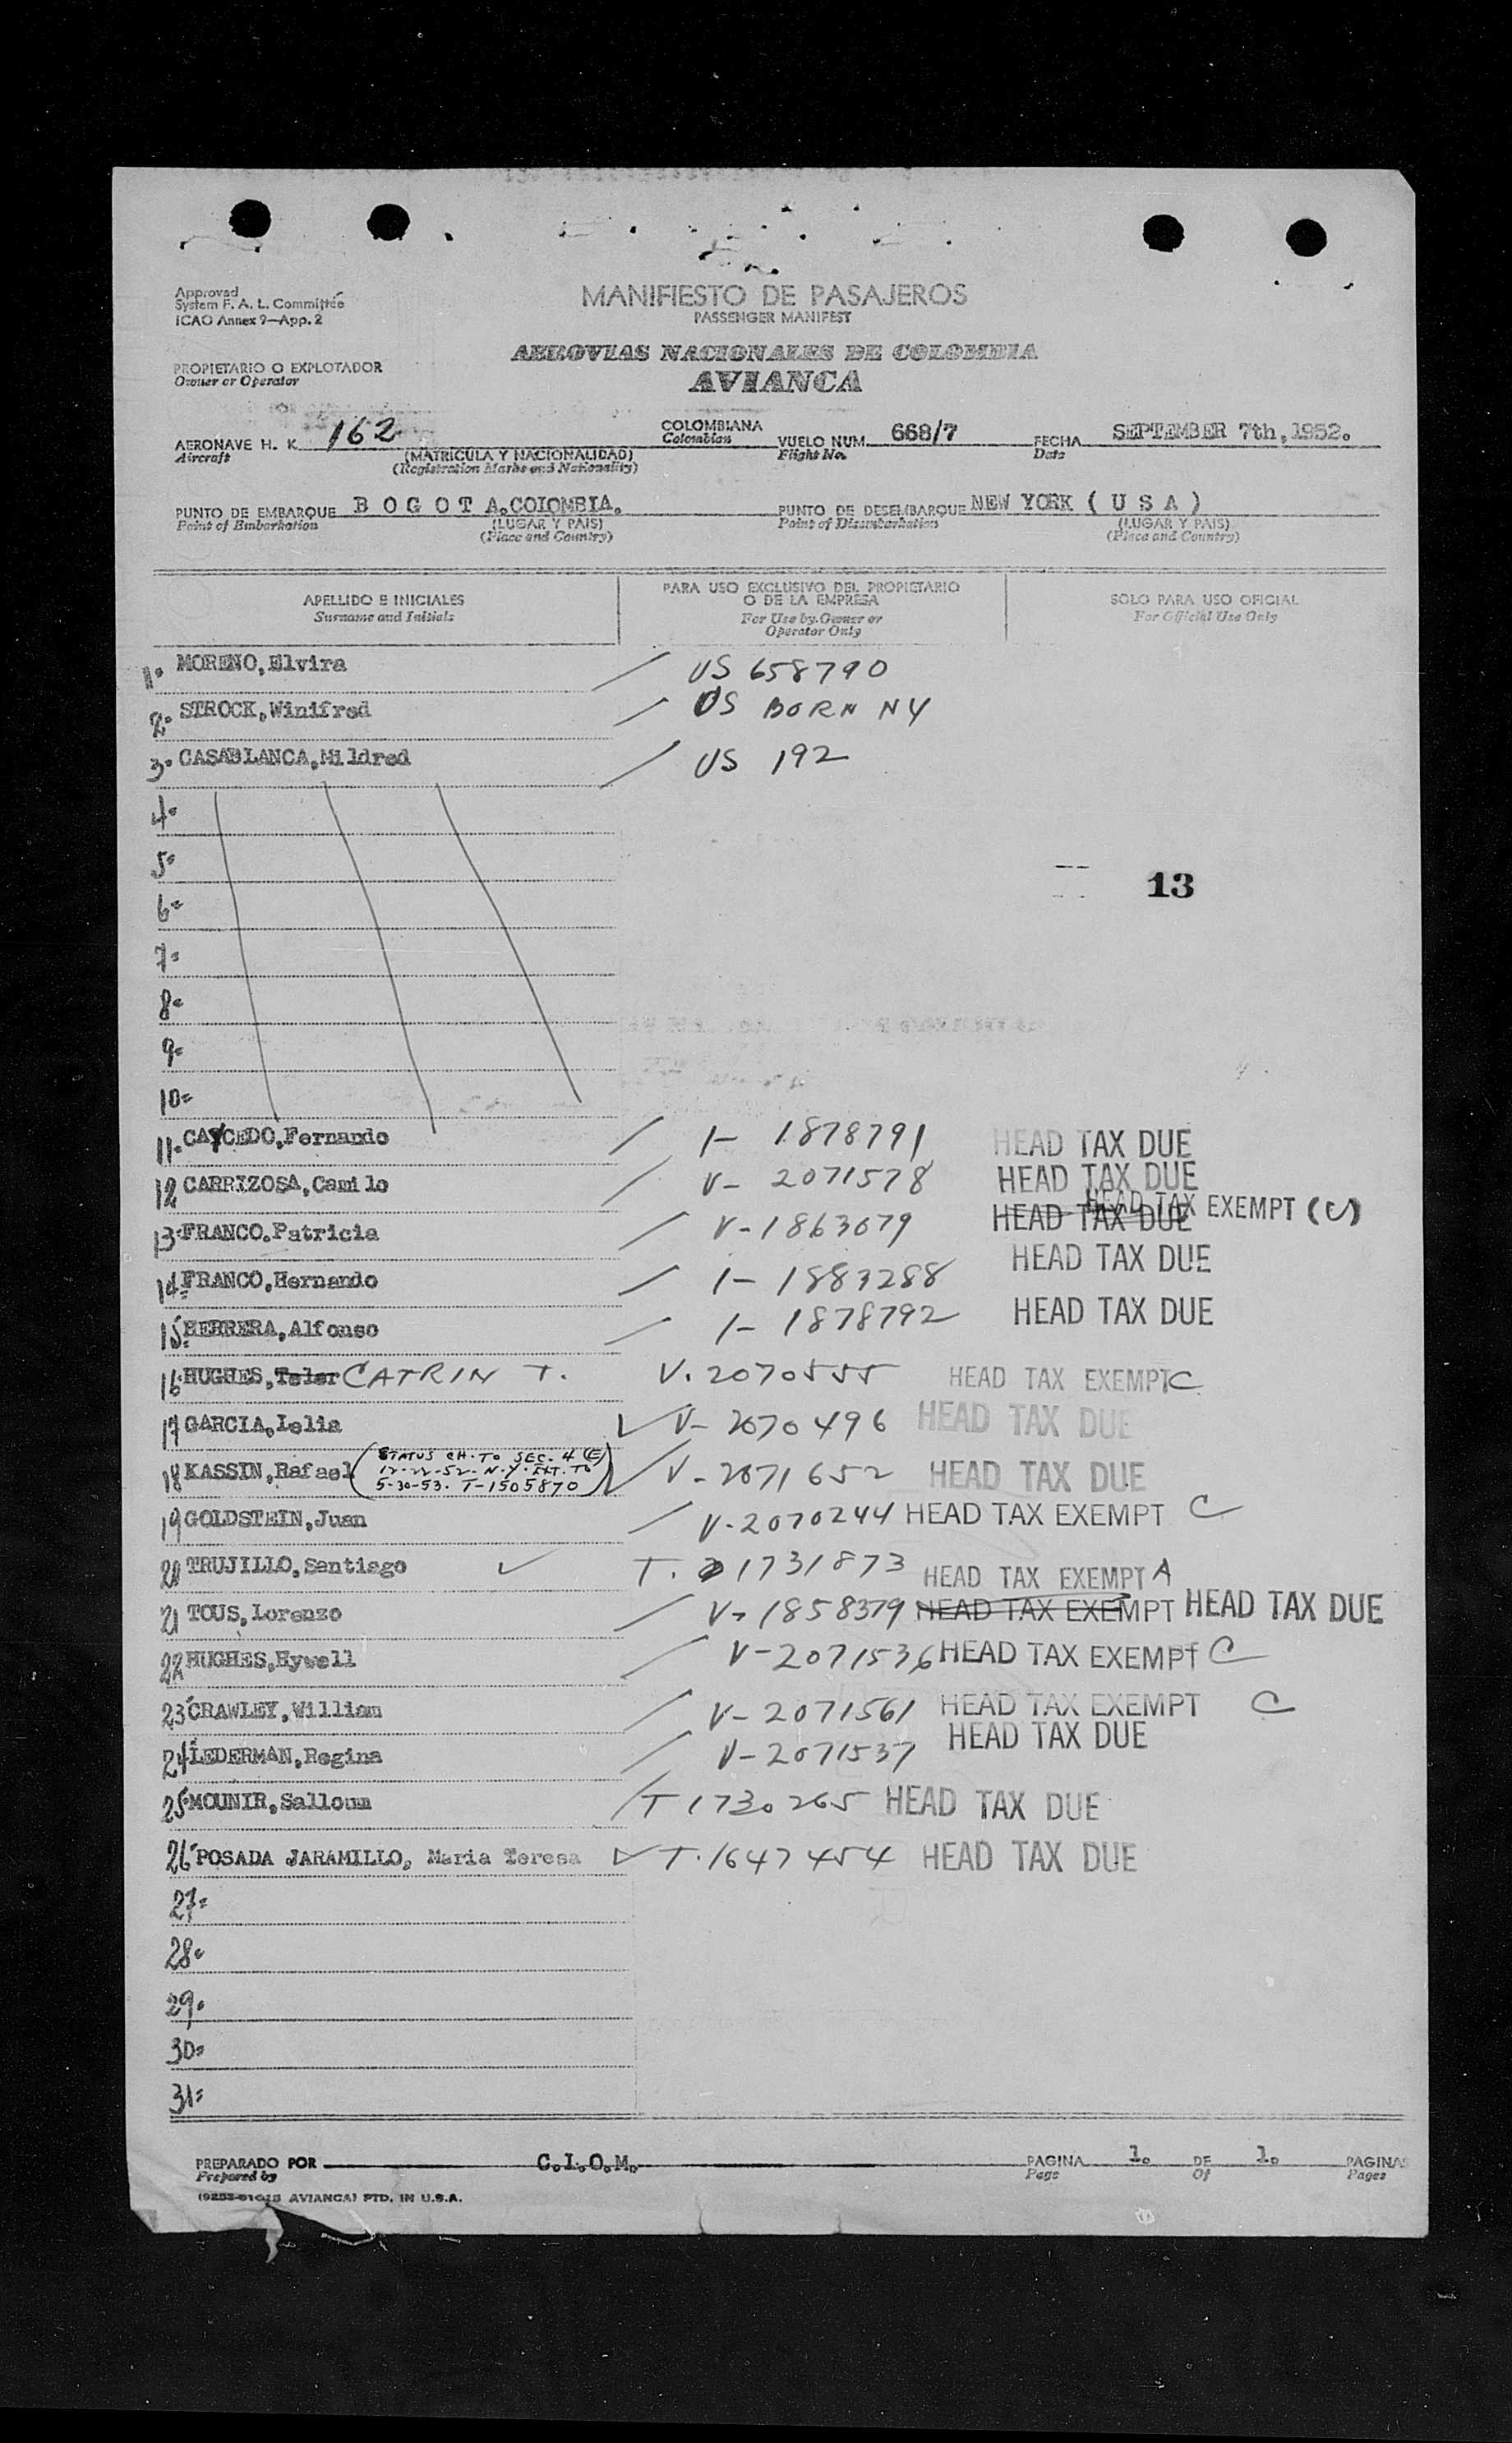 Approved
System F. A. L. Committée
ICAO Annex 9—App. 2
MANIFIESTO DE PASAJEROS
PASSENGER MANIFEST
PROPIETARIO O EXPLOTADOR
Owner or Operator
AEROVIAS NACIONALES DE COLOMBIA
AVIANCA
AERONAVE H. K. 162 COLOMBIANA VUELO NUM. 668/7 FECHA SEPTEMBER 7th, 1952.
Aircraft (MATRICULA Y NACIONALIDAD) Colombian Flight No. Date
(Registration Marks and Nationality)
PUNTO DE EMBARQUE B O G O T A,COLOMBIA. PUNTO DE DESEMBARQUE NEW YORK ( U S A )
Point of Embarkation (LUGAR Y PAIS) Point of Disembarkation (LUGAR Y PAIS)
(Place and Country) (Place and Country)
APELLIDO E INICIALES
Surname and Initials
PARA USO EXCLUSIVO DEL PROPIETARIO
O DE LA EMPRESA
For Use by Owner or
Operator Only
SOLO PARA USO OFICIAL
For Official Use Only
1. MORENO,Elvira / US 658790
2. STROCK,Winifred / US BORN NY
3. CASABLANCA,Mildred / US 192
4.
5.
13
6.
7.
8.
9.
10.
11. CAYCEDO,Fernando / I- 1878791 HEAD TAX DUE
12 CARRIZOSA,Camilo / V- 2071578 HEAD TAX DUE
HEAD TAX EXEMPT (C)
13. FRANCO.Patricia / V-1863079 HEAD TAX DUE
14. FRANCO,Hernando / I- 1883288 HEAD TAX DUE
15. HERRERA,Alfonso / I- 1878792 HEAD TAX DUE
16. HUGHES,Teler CATRIN T. V. 2070555 HEAD TAX EXEMPT C
17 GARCIA,Lelia ✓ V- 2070496 HEAD TAX DUE
18 KASSIN,Rafael (STATUS CH. TO SEC. 4 (E)
12-22-52- N.Y. EXT. TO
5-30-53. T-1505870) / V-2071652 HEAD TAX DUE
19 GOLDSTEIN,Juan / V-2070244 HEAD TAX EXEMPT C
20 TRUJILLO,Santiago ✓ T. 1731873 HEAD TAX EXEMPT A
21 TOUS,Lorenzo / V-1858379 HEAD TAX EXEMPT HEAD TAX DUE
22 HUGHES,Hywell / V-2071536 HEAD TAX EXEMPT C
23 CRAWLEY,William / V-2071561 HEAD TAX EXEMPT C
24 LEDERMAN,Regina / V-2071537 HEAD TAX DUE
25 MOUNIR,Salloum / T 1730265 HEAD TAX DUE
26 POSADA JARAMILLO, Maria Teresa ✓ T. 1647454 HEAD TAX DUE
27.
28.
29.
30.
31.
PREPARADO POR C.I.O.M. PAGINA 1. DE 1. PAGINAS
Prepared by Page Of Pages
AVIANCA) PTD. IN U.S.A.